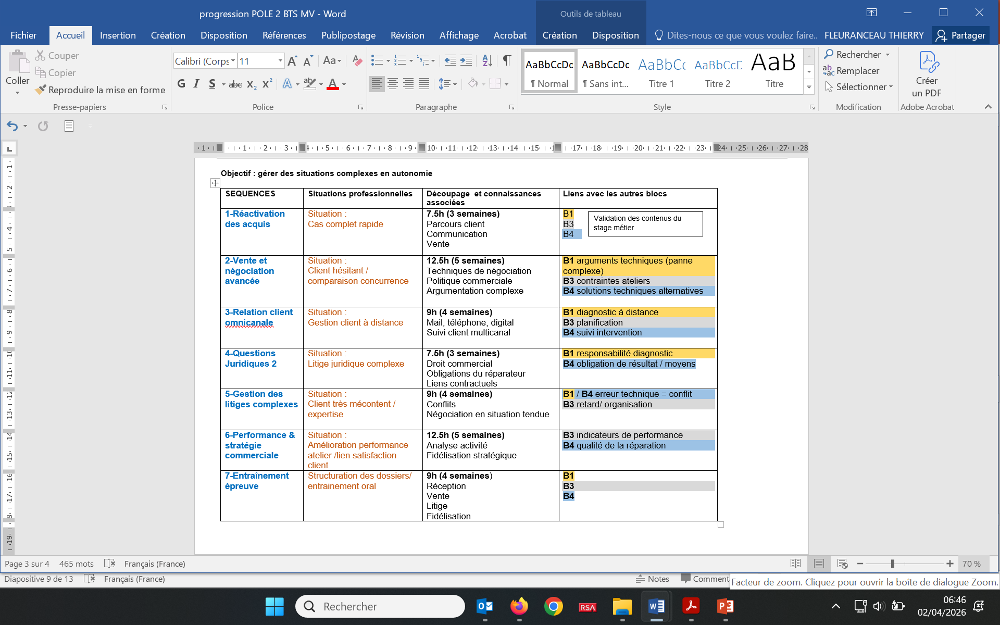 progression POLE 2 BTS MV - Word
Outils de tableau
Fichier Accueil Insertion Création Disposition Références Publipostage Révision Affichage Acrobat Création Disposition Dites-nous ce que vous voulez faire.. FLEURANCEAU THIERRY Partager
Coller
Couper
Copier
Reproduire la mise en forme
Presse-papiers
Calibri (Corps 11
G I S abc X₂ X²
Police
Paragraphe
AaBbCcDc AaBbCcDc AaBbCc AaBbCcD AaB
¶ Normal ¶ Sans int... Titre 1 Titre 2 Titre
Style
Rechercher
Remplacer
Sélectionner
Modification
Créer
un PDF
Adobe Acrobat
Objectif : gérer des situations complexes en autonomie
SEQUENCES
Situations professionnelles
Découpage et connaissances
associées
Liens avec les autres blocs
1-Réactivation
des acquis
Situation :
Cas complet rapide
7.5h (3 semaines)
Parcours client
Communication
Vente
B1
B3
B4
Validation des contenus du
stage métier
2-Vente et
négociation
avancée
Situation :
Client hésitant /
comparaison concurrence
12.5h (5 semaines)
Techniques de négociation
Politique commerciale
Argumentation complexe
B1 arguments techniques (panne
complexe)
B3 contraintes ateliers
B4 solutions techniques alternatives
3-Relation client
omnicanale
Situation :
Gestion client à distance
9h (4 semaines)
Mail, téléphone, digital
Suivi client multicanal
B1 diagnostic à distance
B3 planification
B4 suivi intervention
4-Questions
Juridiques 2
Situation :
Litige juridique complexe
7.5h (3 semaines)
Droit commercial
Obligations du réparateur
Liens contractuels
B1 responsabilité diagnostic
B4 obligation de résultat / moyens
5-Gestion des
litiges complexes
Situation :
Client très mécontent /
expertise
9h (4 semaines)
Conflits
Négociation en situation tendue
B1 / B4 erreur technique = conflit
B3 retard/ organisation
6-Performance &
stratégie
commerciale
Situation :
Amélioration performance
atelier /lien satisfaction
client
12.5h (5 semaines)
Analyse activité
Fidélisation stratégique
B3 indicateurs de performance
B4 qualité de la réparation
7-Entraînement
épreuve
Structuration des dossiers/
entrainement oral
9h (4 semaines)
Réception
Vente
Litige
Fidélisation
B1
B3
B4
Page 3 sur 4 465 mots Français (France) 70 %
Diapositive 9 de 13 Français (France) Notes Comment
Facteur de zoom. Cliquez pour ouvrir la boîte de dialogue Zoom.
Rechercher
RSA
06:46
02/04/2026